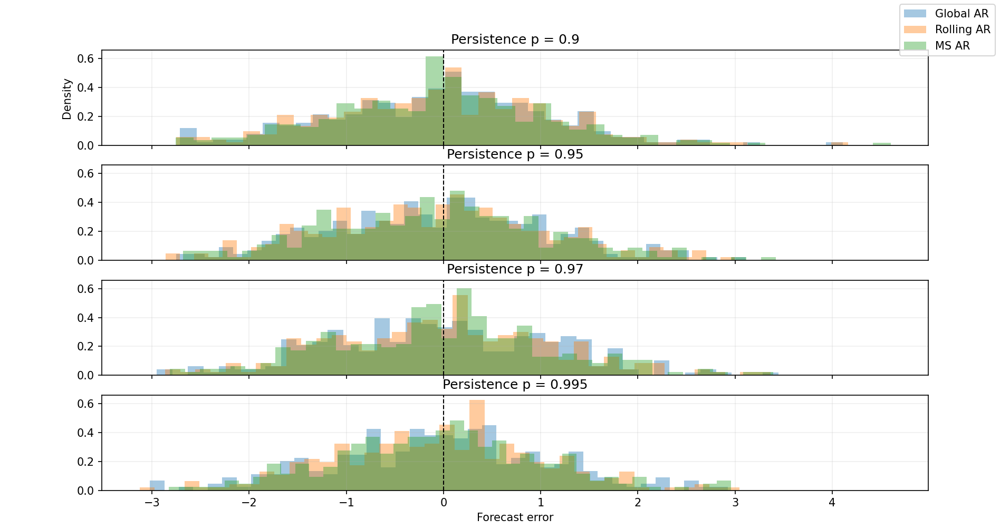 Global AR
Rolling AR
MS AR
Persistence p = 0.9
Density
0.6
0.4
0.2
0.0
Persistence p = 0.95
0.6
0.4
0.2
0.0
Persistence p = 0.97
0.6
0.4
0.2
0.0
Persistence p = 0.995
0.6
0.4
0.2
0.0
−3 −2 −1 0 1 2 3 4
Forecast error